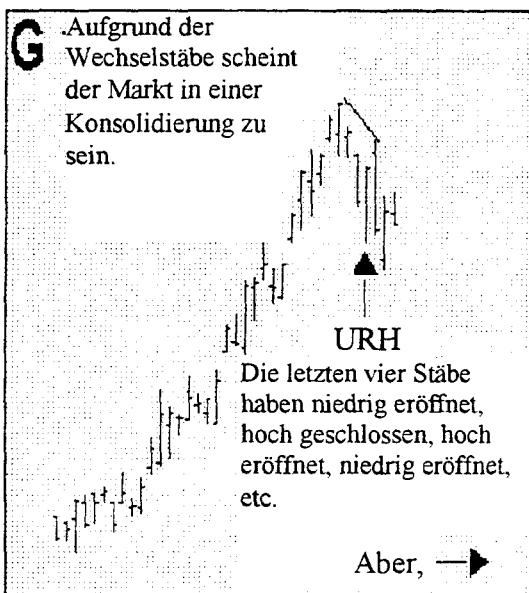 G .Aufgrund der
Wechselstäbe scheint
der Markt in einer
Konsolidierung zu
sein.
URH
Die letzten vier Stäbe
haben niedrig eröffnet,
hoch geschlossen, hoch
eröffnet, niedrig eröffnet,
etc.
Aber,